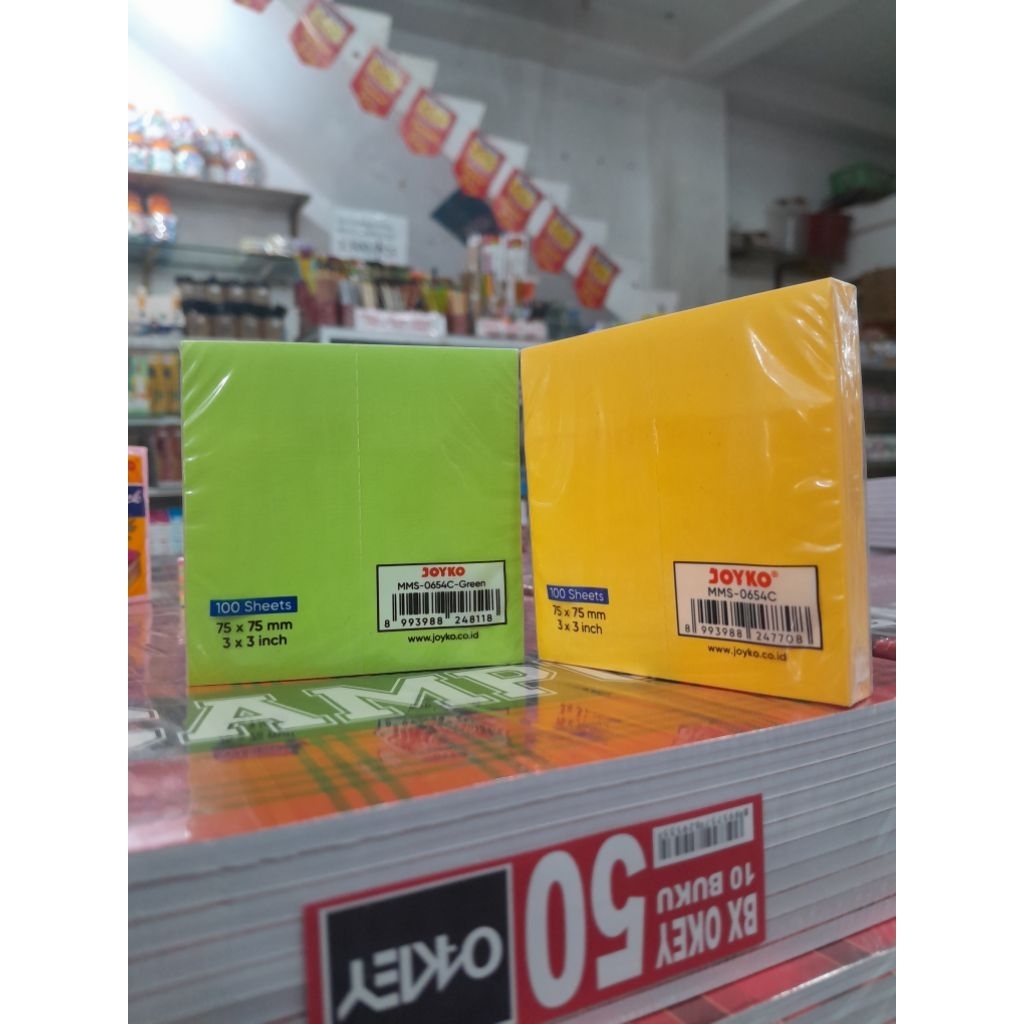 JOYKO
MMS-0654C-Green
8 993988 248118
www.joyko.co.id
100 Sheets
75 x 75 mm
3 x 3 inch
JOYKO®
MMS-0654C
8 993988 247708
www.joyko.co.id
100 Sheets
75 x 75 mm
3 x 3 inch
BX OKEY
10 BUKU
50
OKEY